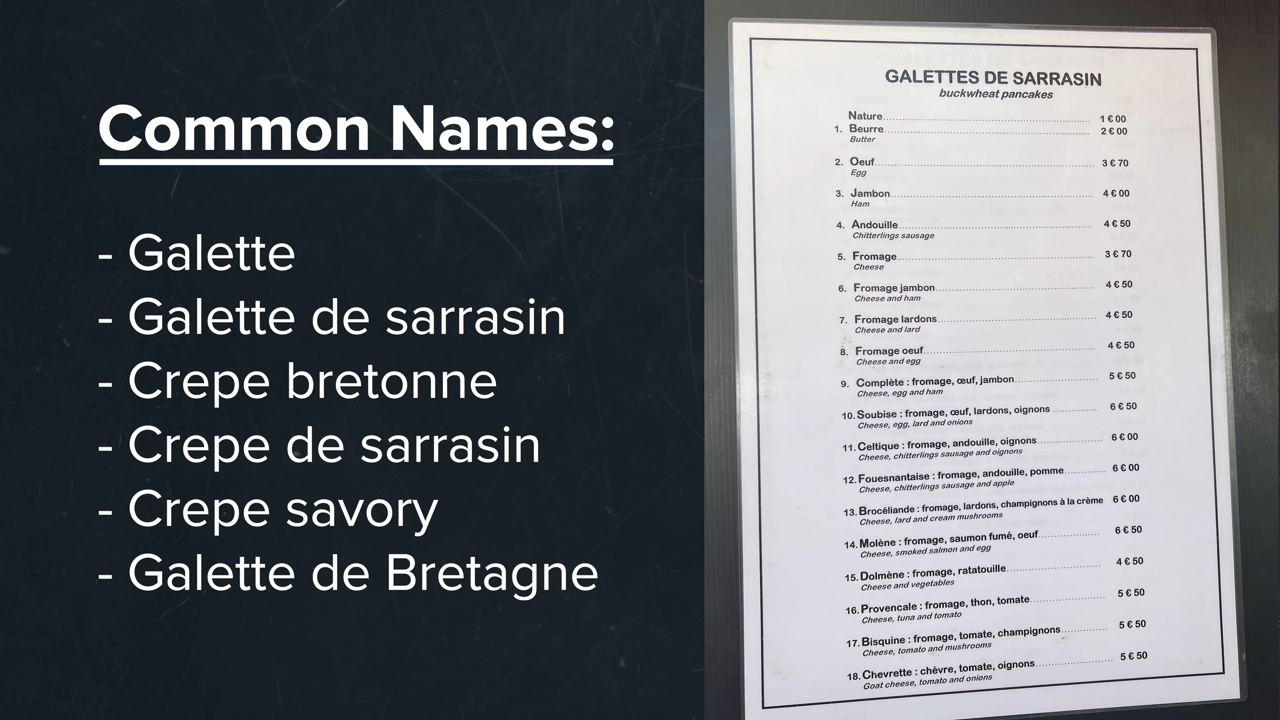 Common Names:
- Galette
- Galette de sarrasin
- Crepe bretonne
- Crepe de sarrasin
- Crepe savory
- Galette de Bretagne
GALETTES DE SARRASIN
buckwheat pancakes
Nature 1 € 00
1. Beurre 2 € 00
Butter
2. Oeuf 3 € 70
Egg
3. Jambon 4 € 00
Ham
4. Andouille 4 € 50
Chitterlings sausage
5. Fromage 3 € 70
Cheese
6. Fromage jambon 4 € 50
Cheese and ham
7. Fromage lardons 4 € 50
Cheese and lard
8. Fromage oeuf 4 € 50
Cheese and egg
9. Complète : fromage, œuf, jambon 5 € 50
Cheese, egg and ham
10. Soubise : fromage, œuf, lardons, oignons 6 € 50
Cheese, egg, lard and onions
11. Celtique : fromage, andouille, oignons 6 € 00
Cheese, chitterlings sausage and oignons
12. Fouesnantaise : fromage, andouille, pomme 6 € 00
Cheese, chitterlings sausage and apple
13. Brocéliande : fromage, lardons, champignons à la crème 6 € 00
Cheese, lard and cream mushrooms
14. Molène : fromage, saumon fumé, oeuf 6 € 50
Cheese, smoked salmon and egg
15. Dolmène : fromage, ratatouille 4 € 50
Cheese and vegetables
16. Provencale : fromage, thon, tomate 5 € 50
Cheese, tuna and tomato
17. Bisquine : fromage, tomate, champignons 5 € 50
Cheese, tomato and mushrooms
18. Chevrette : chèvre, tomate, oignons 5 € 50
Goat cheese, tomato and onions